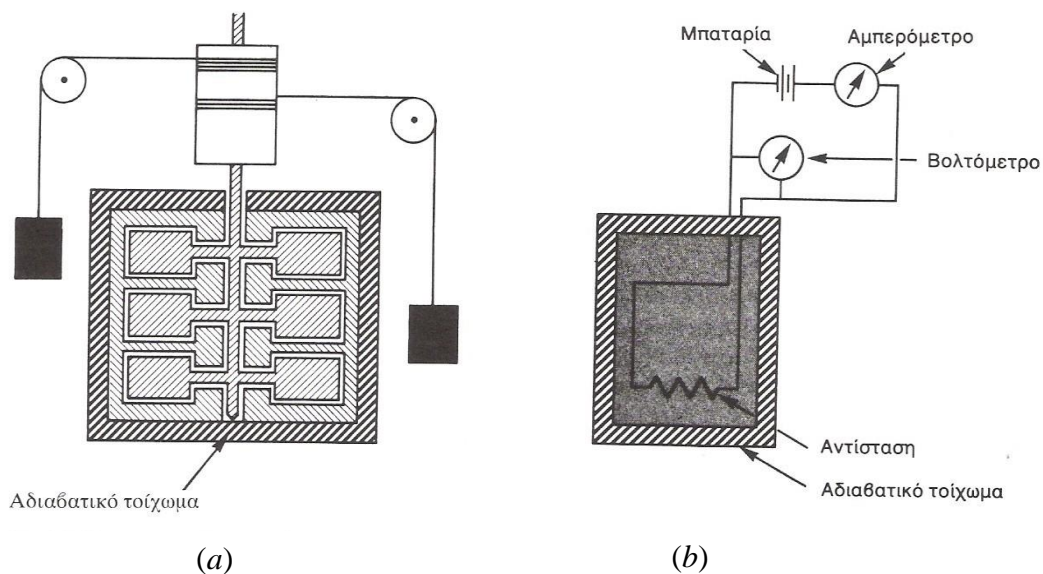 Μπαταρία
Αμπερόμετρο
Βολτόμετρο
Αντίσταση
Αδιαβατικό τοίχωμα
Αδιαβατικό τοίχωμα
(a)
(b)